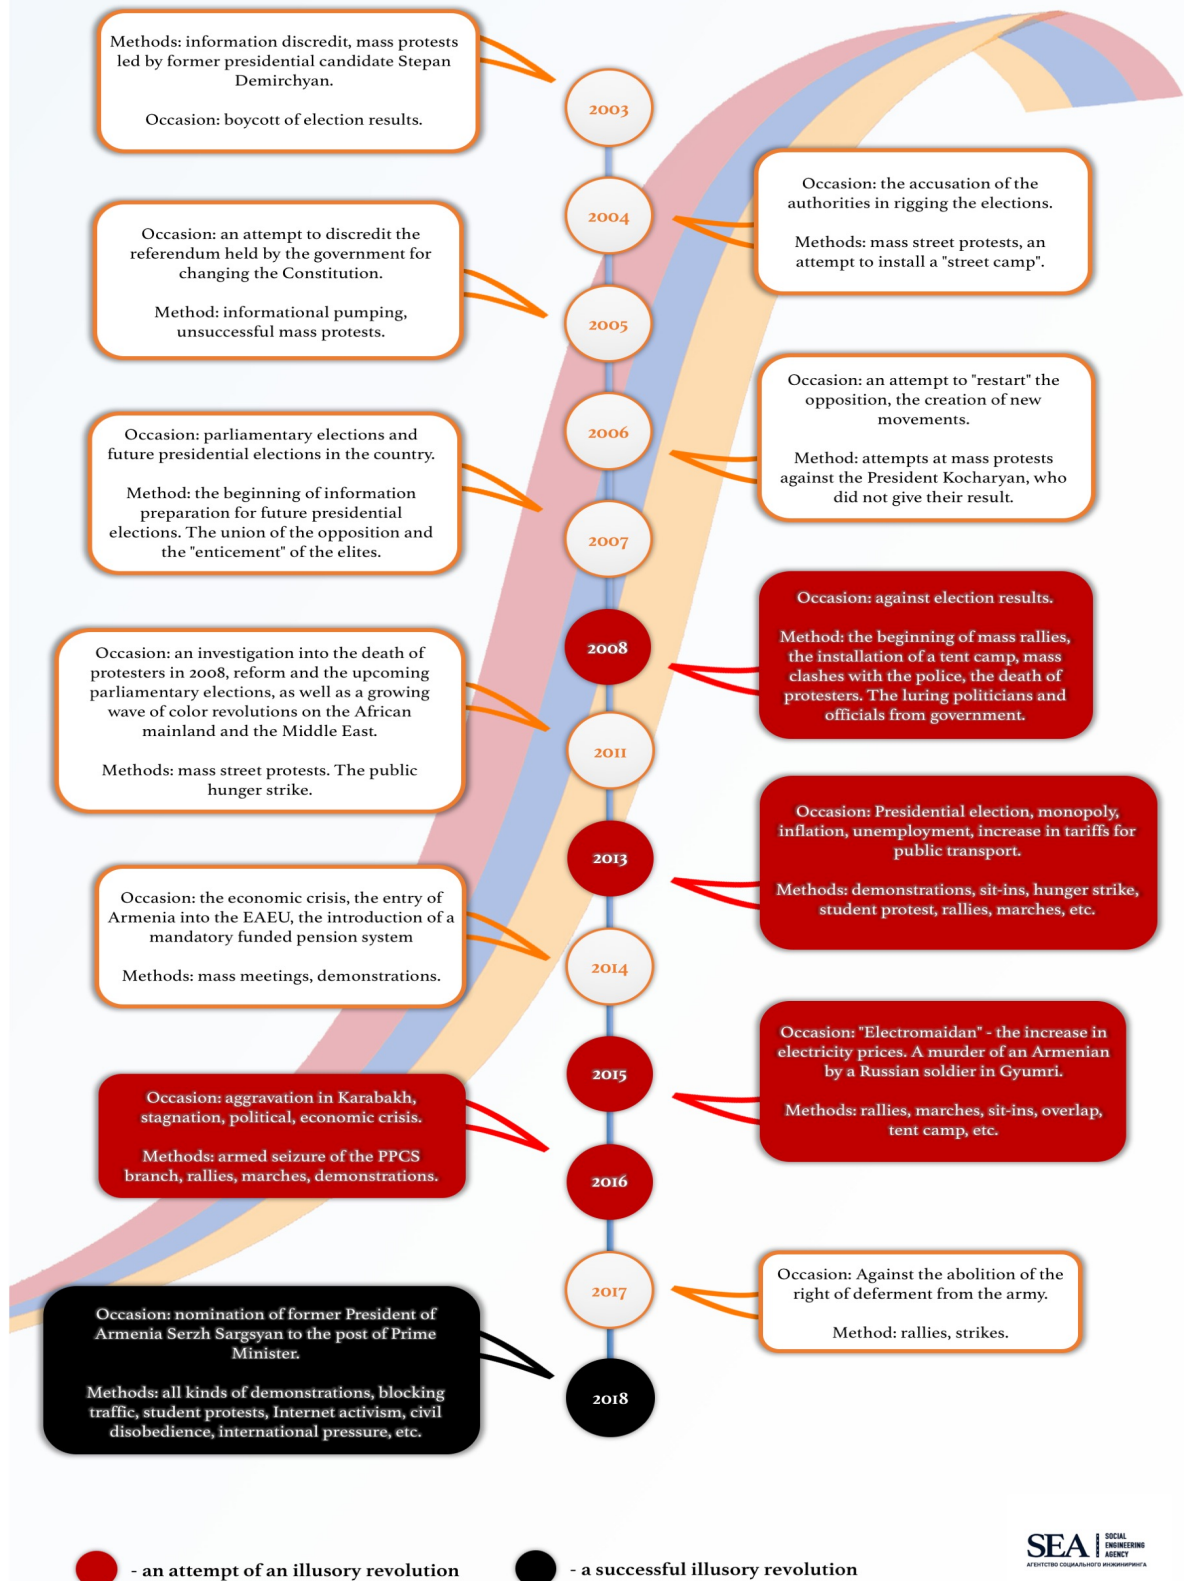 Methods: information discredit, mass protests
led by former presidential candidate Stepan
Demirchyan.
Occasion: boycott of election results.
2003
Occasion: the accusation of the
authorities in rigging the elections.
Methods: mass street protests, an
attempt to install a "street camp".
2004
Occasion: an attempt to discredit the
referendum held by the government for
changing the Constitution.
Method: informational pumping,
unsuccessful mass protests.
2005
Occasion: an attempt to "restart" the
opposition, the creation of new
movements.
Method: attempts at mass protests
against the President Kocharyan, who
did not give their result.
2006
Occasion: parliamentary elections and
future presidential elections in the country.
Method: the beginning of information
preparation for future presidential
elections. The union of the opposition and
the "enticement" of the elites.
2007
Occasion: against election results.
Method: the beginning of mass rallies,
the installation of a tent camp, mass
clashes with the police, the death of
protesters. The luring politicians and
officials from government.
2008
Occasion: an investigation into the death of
protesters in 2008, reform and the upcoming
parliamentary elections, as well as a growing
wave of color revolutions on the African
mainland and the Middle East.
Methods: mass street protests. The public
hunger strike.
2011
Occasion: Presidential election, monopoly,
inflation, unemployment, increase in tariffs for
public transport.
Methods: demonstrations, sit-ins, hunger strike,
student protest, rallies, marches, etc.
2013
Occasion: the economic crisis, the entry of
Armenia into the EAEU, the introduction of a
mandatory funded pension system
Methods: mass meetings, demonstrations.
2014
Occasion: "Electromaidan" - the increase in
electricity prices. A murder of an Armenian
by a Russian soldier in Gyumri.
Methods: rallies, marches, sit-ins, overlap,
tent camp, etc.
2015
Occasion: aggravation in Karabakh,
stagnation, political, economic crisis.
Methods: armed seizure of the PPCS
branch, rallies, marches, demonstrations.
2016
Occasion: Against the abolition of the
right of deferment from the army.
Method: rallies, strikes.
2017
Occasion: nomination of former President of
Armenia Serzh Sargsyan to the post of Prime
Minister.
Methods: all kinds of demonstrations, blocking
traffic, student protests, Internet activism, civil
disobedience, international pressure, etc.
2018
SEA
SOCIAL
ENGINEERING
AGENCY
АГЕНТСТВО СОЦИАЛЬНОГО ИНЖИНИРИНГА
- an attempt of an illusory revolution
- a successful illusory revolution